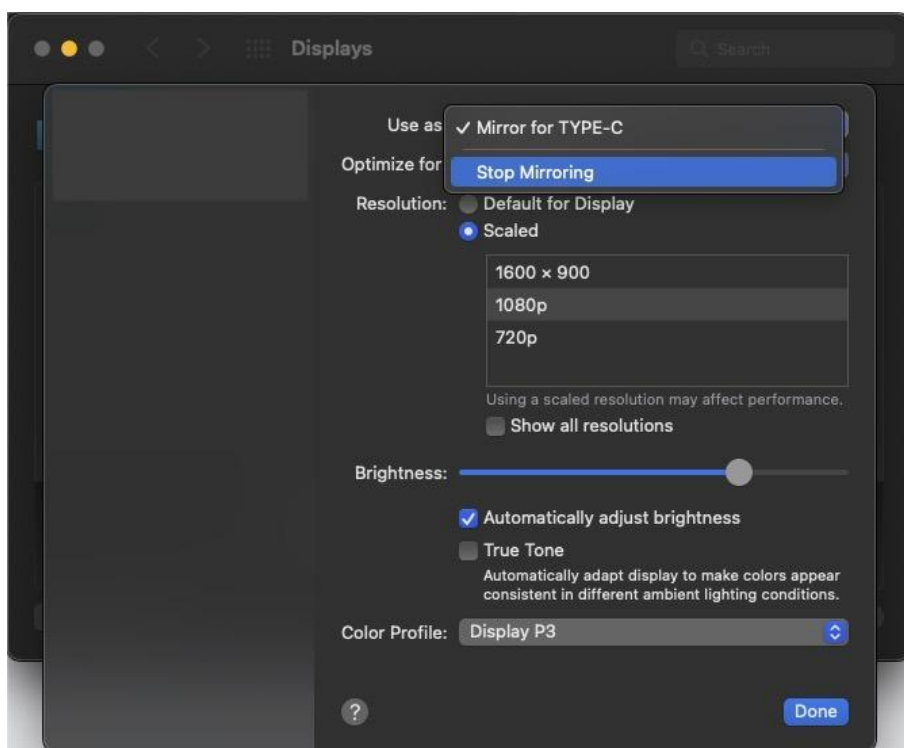 Displays
Search
Use as
✓ Mirror for TYPE-C
Optimize for
Stop Mirroring
Resolution:
Default for Display
Scaled
1600 × 900
1080p
720p
Using a scaled resolution may affect performance.
Show all resolutions
Brightness:
Automatically adjust brightness
True Tone
Automatically adapt display to make colors appear
consistent in different ambient lighting conditions.
Color Profile: Display P3
?
Done